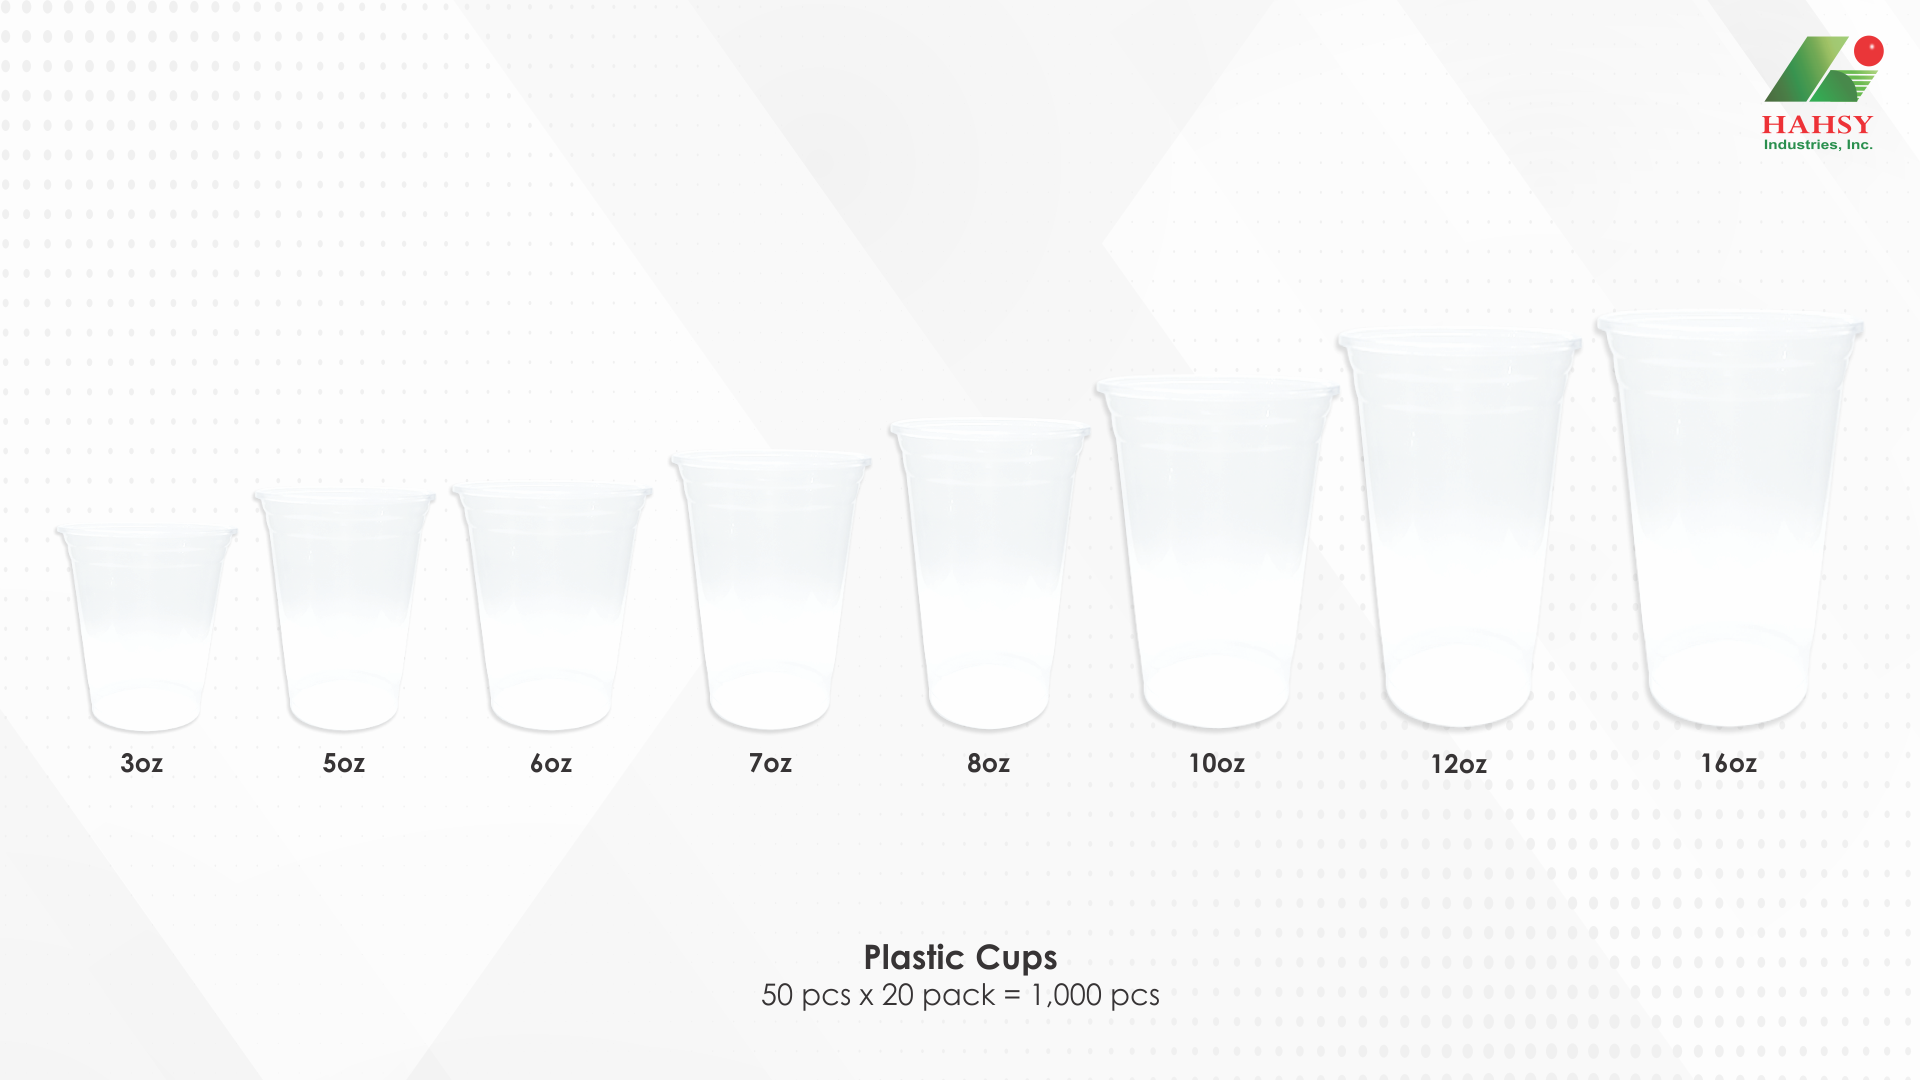 HAHSY
Industries, Inc.
3oz 5oz 6oz 7oz 8oz 10oz 12oz 16oz
Plastic Cups
50 pcs x 20 pack = 1,000 pcs